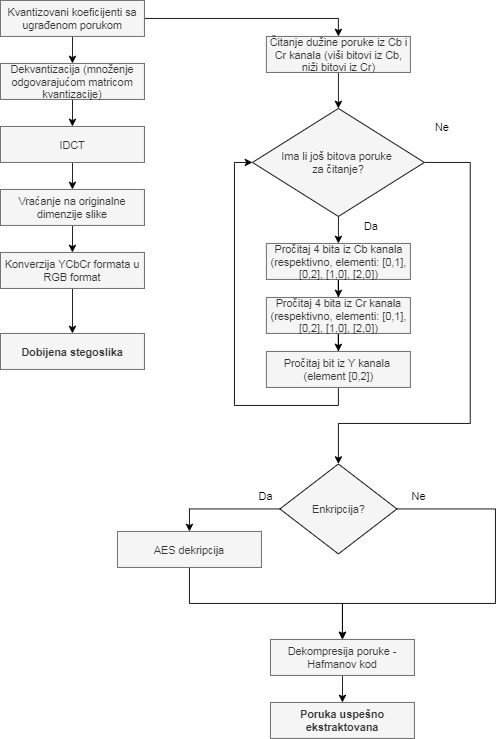 Kvantizovani koeficijenti sa
ugrađenom porukom
Dekvantizacija (množenje
odgovarajućom matricom
kvantizacije)
IDCT
Vraćanje na originalne
dimenzije slike
Konverzija YCbCr formata u
RGB format
Dobijena stegoslika
Čitanje dužine poruke iz Cb i
Cr kanala (viši bitovi iz Cb,
niži bitovi iz Cr)
Ima li još bitova poruke
za čitanje?
Ne
Da
Pročitaj 4 bita iz Cb kanala
(respektivno, elementi: [0,1],
[0,2], [1,0], [2,0])
Pročitaj 4 bita iz Cr kanala
(respektivno, elementi: [0,1],
[0,2], [1,0], [2,0])
Pročitaj bit iz Y kanala
(element [0,2])
Enkripcija?
Da
Ne
AES dekripcija
Dekompresija poruke -
Hafmanov kod
Poruka uspešno
ekstraktovana